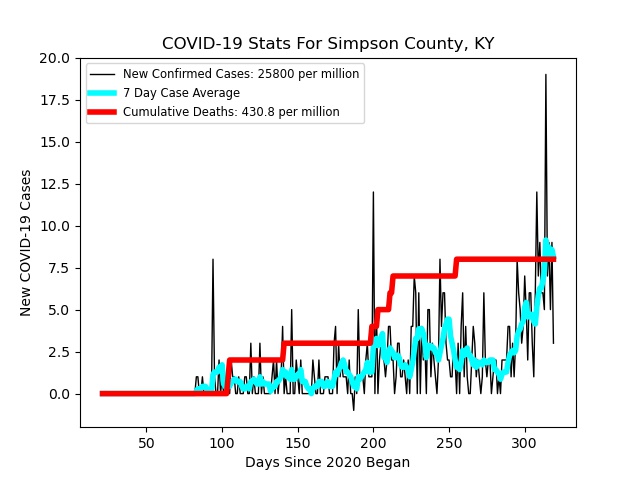 COVID-19 Stats For Simpson County, KY
New Confirmed Cases: 25800 per million
7 Day Case Average
Cumulative Deaths: 430.8 per million
New COVID-19 Cases
20.0
17.5
15.0
12.5
10.0
7.5
5.0
2.5
0.0
50 100 150 200 250 300
Days Since 2020 Began